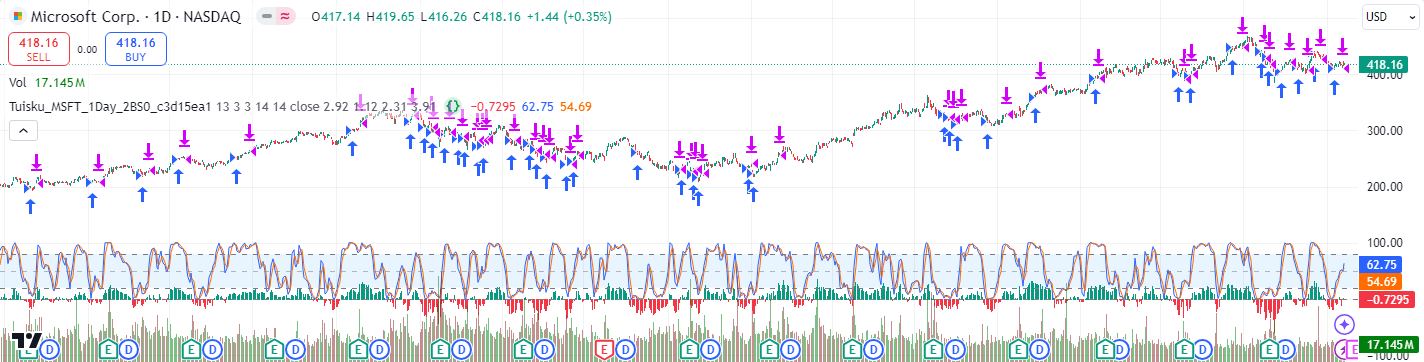 Microsoft Corp. · 1D · NASDAQ O417.14 H419.65 L416.26 C418.16 +1.44 (+0.35%) USD
418.16 SELL 0.00 418.16 BUY
418.16
Vol 17.145M
400.00
Tuisku_MSFT_1Day_2BS0_c3d15ea1 13 3 3 14 14 close 2.92 1.12 2.31 3.91 {} −0,7295 62.75 54.69
300.00
200.00
100.00
62.75
54.69
−0.7295
17.145M
−100.00
E D E D E D E D E D E D E D E D E D E D E D E D E D E D E D E D E